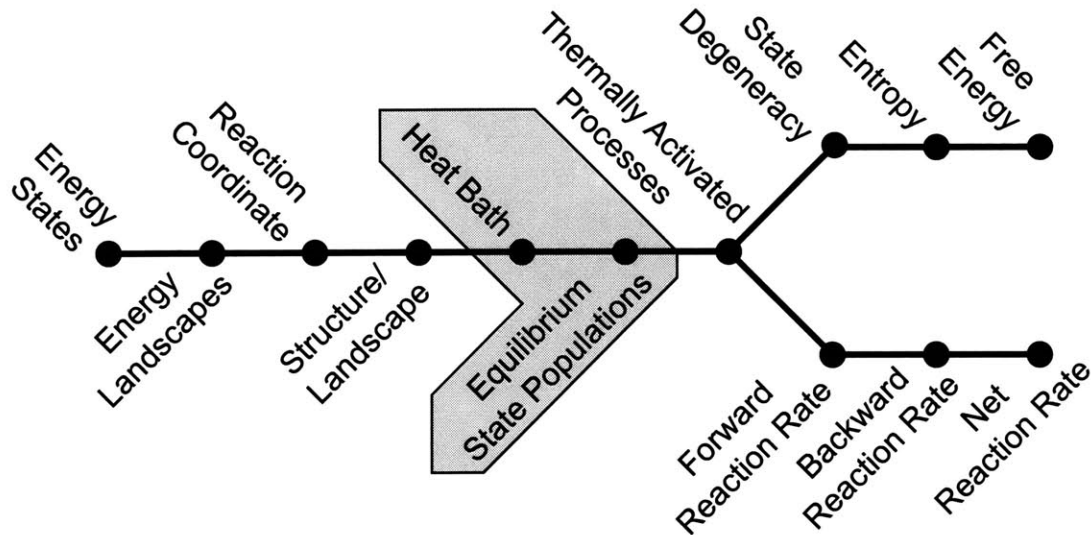 Energy
States
Energy
Landscapes
Reaction
Coordinate
Structure/
Landscape
Heat Bath
Equilibrium
State Populations
Thermally Activated
Processes
State
Degeneracy
Entropy
Free
Energy
Forward
Reaction Rate
Backward
Reaction Rate
Net
Reaction Rate